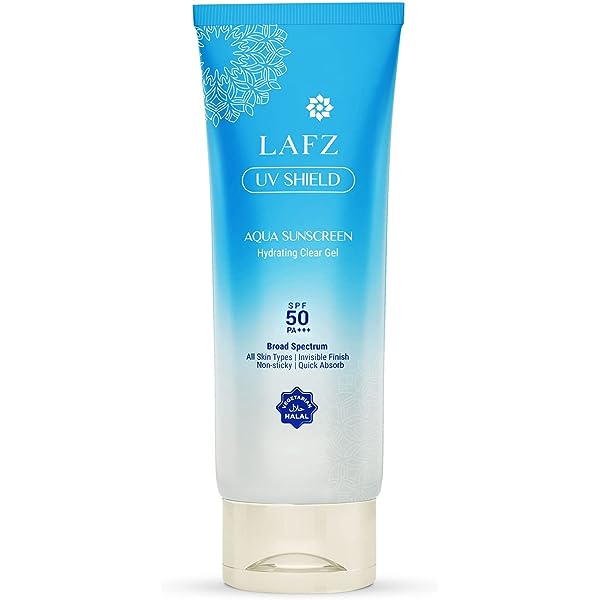 LAFZ
UV SHIELD
AQUA SUNSCREEN
Hydrating Clear Gel
SPF
50
PA+++
Broad Spectrum
All Skin Types | Invisible Finish
Non-sticky | Quick Absorb
VEGETARIAN
حلال
HALAL